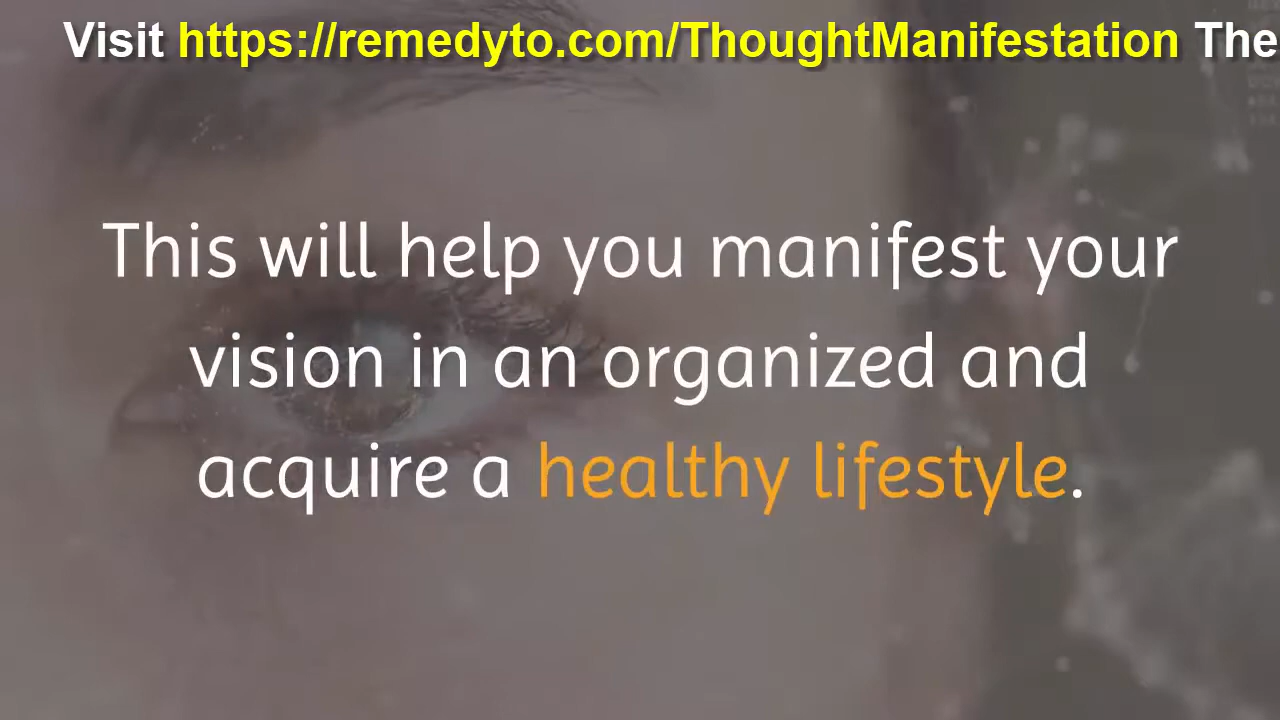 Visit https://remedyto.com/ThoughtManifestation The
This will help you manifest your
vision in an organized and
acquire a healthy lifestyle.